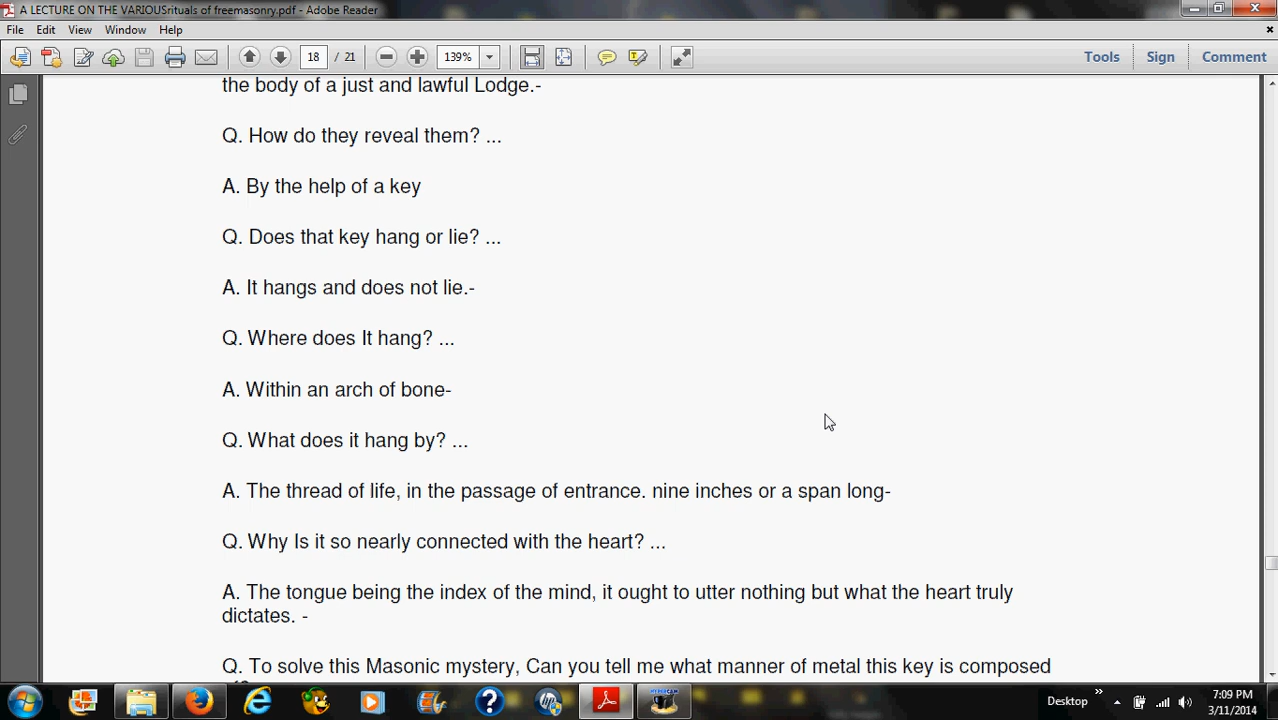 A LECTURE ON THE VARIOUSrituals of freemasonry.pdf - Adobe Reader
File Edit View Window Help
18 / 21 139% Tools Sign Comment
the body of a just and lawful Lodge.-
Q. How do they reveal them? ...
A. By the help of a key
Q. Does that key hang or lie? ...
A. It hangs and does not lie.-
Q. Where does It hang? ...
A. Within an arch of bone-
Q. What does it hang by? ...
A. The thread of life, in the passage of entrance. nine inches or a span long-
Q. Why Is it so nearly connected with the heart? ...
A. The tongue being the index of the mind, it ought to utter nothing but what the heart truly
dictates. -
Q. To solve this Masonic mystery, Can you tell me what manner of metal this key is composed
Desktop 7:09 PM
3/11/2014